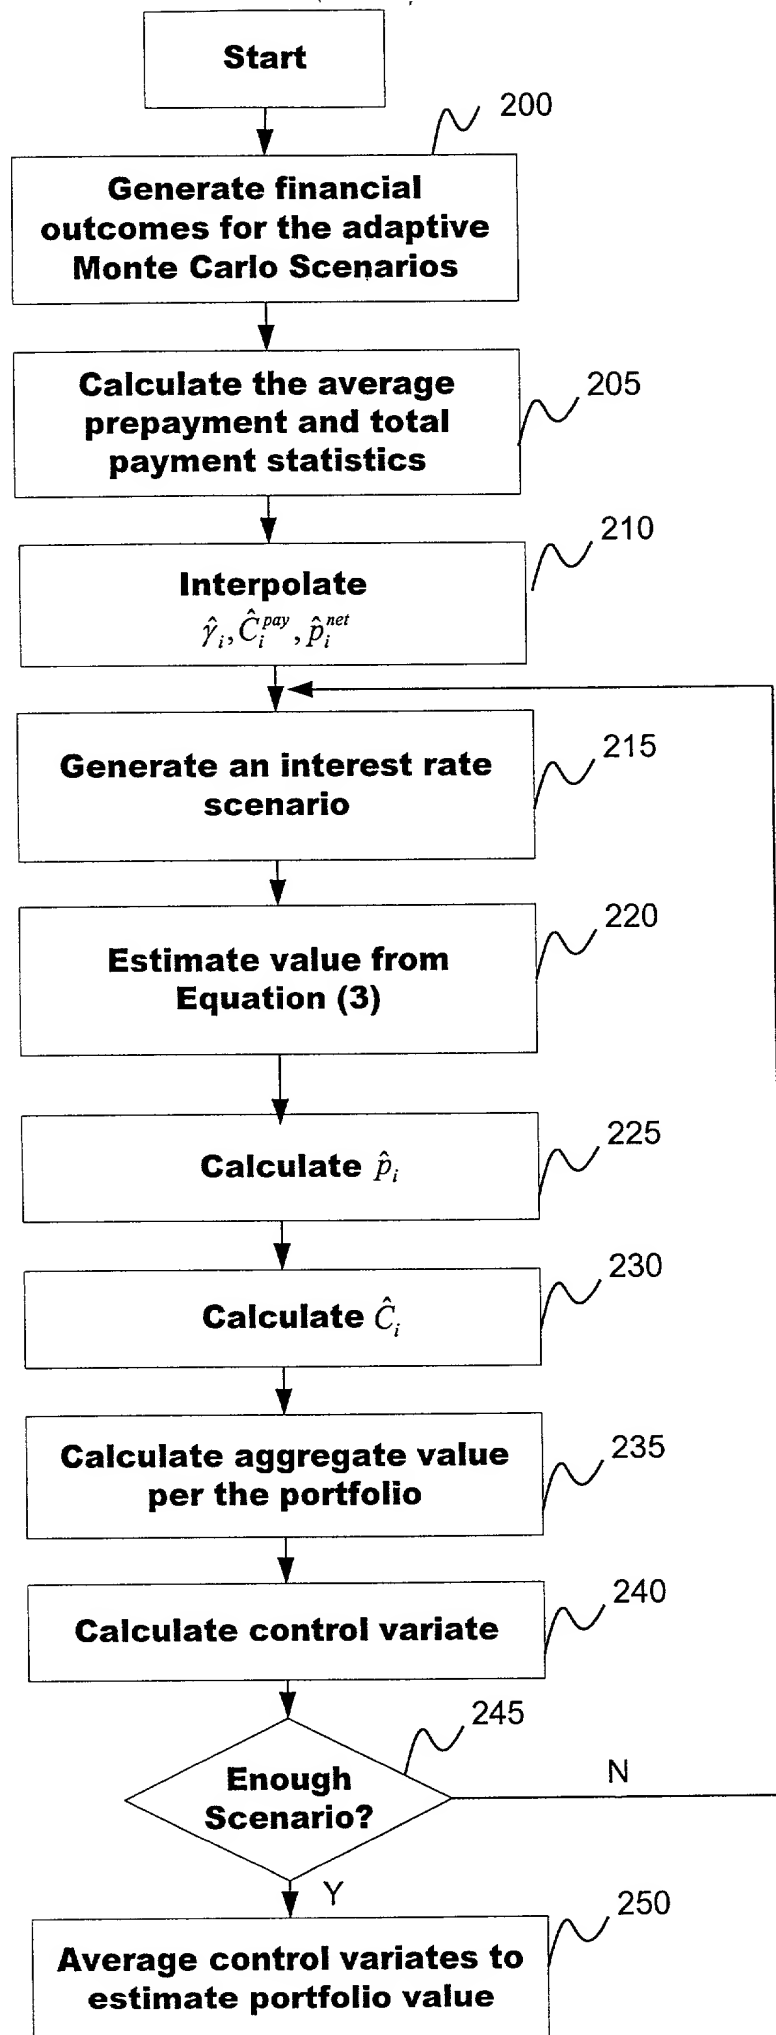 Start
200
Generate financial
outcomes for the adaptive
Monte Carlo Scenarios
Calculate the average
prepayment and total
payment statistics
205
210
Interpolate
γ̂ᵢ, Ĉᵢᵖᵃʸ, p̂ᵢⁿᵉᵗ
Generate an interest rate
scenario
215
Estimate value from
Equation (3)
220
Calculate p̂ᵢ
225
Calculate Ĉᵢ
230
Calculate aggregate value
per the portfolio
235
Calculate control variate
240
245
Enough
Scenario?
N
Y
250
Average control variates to
estimate portfolio value